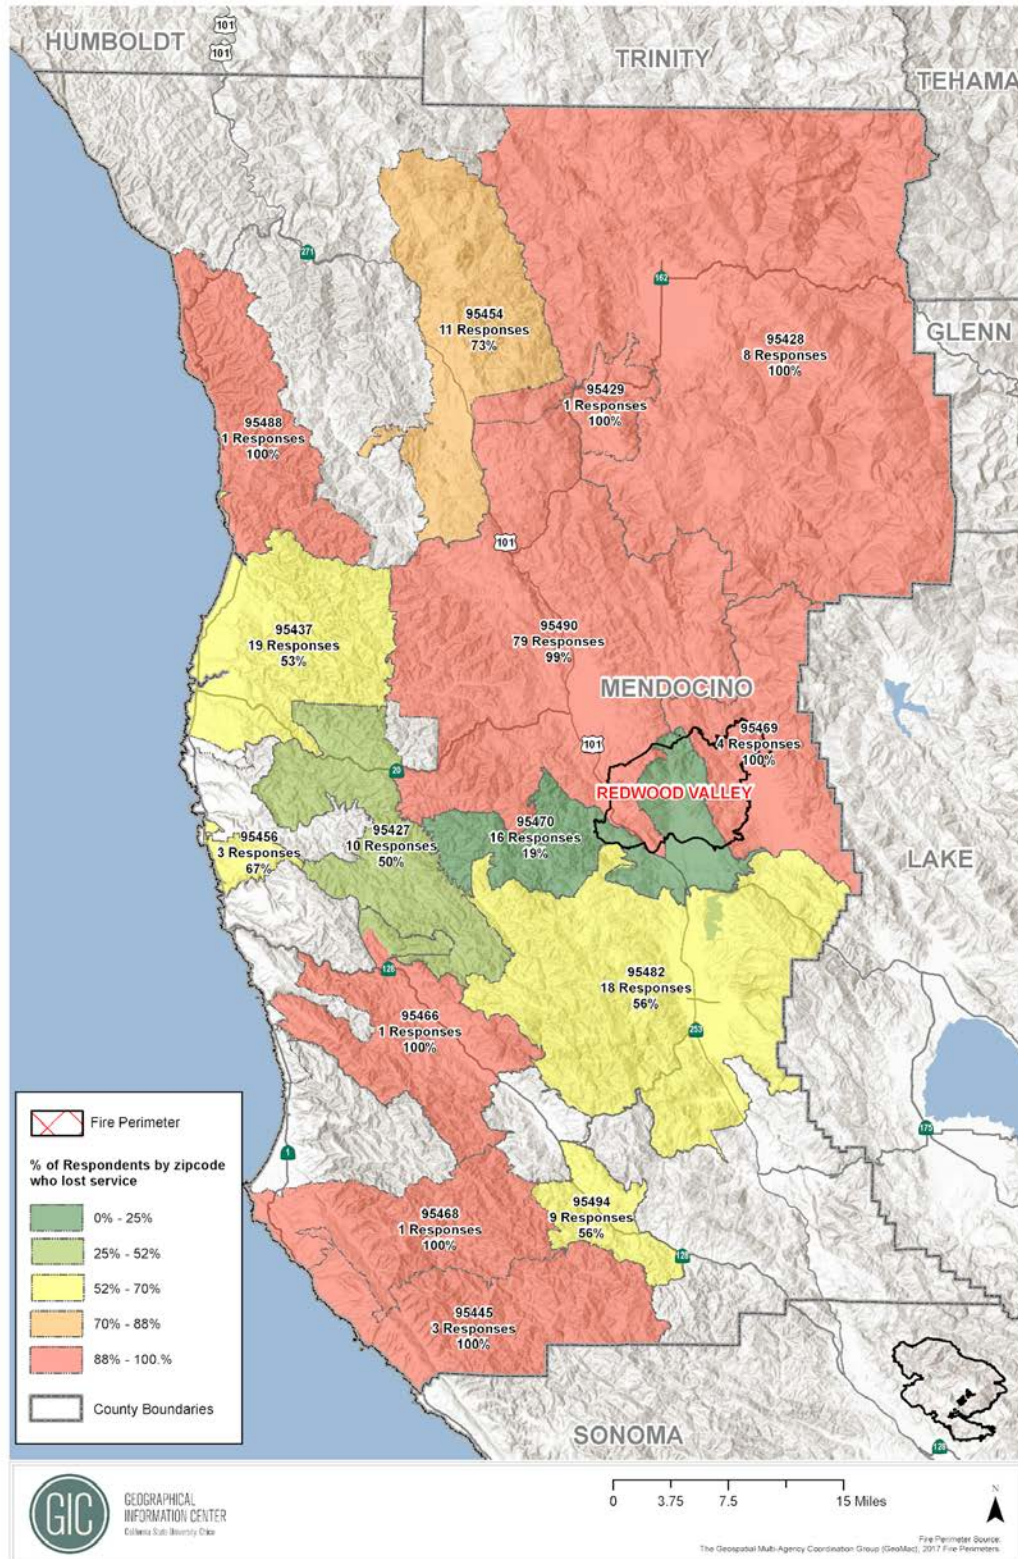 101
HUMBOLDT
101
TRINITY
TEHAMA
271
162
95454
11 Responses
73%
GLENN
95428
8 Responses
100%
95429
1 Responses
100%
95488
1 Responses
100%
101
95437
19 Responses
53%
95490
79 Responses
99%
MENDOCINO
101
95469
4 Responses
100%
20
REDWOOD VALLEY
95470
16 Responses
19%
95456
3 Responses
67%
95427
10 Responses
50%
LAKE
128
95482
18 Responses
56%
95466
1 Responses
100%
253
175
1
95494
9 Responses
56%
95468
1 Responses
100%
128
95445
3 Responses
100%
SONOMA
128
Fire Perimeter
% of Respondents by zipcode
who lost service
0% - 25%
25% - 52%
52% - 70%
70% - 88%
88% - 100.%
County Boundaries
GIC
GEOGRAPHICAL
INFORMATION CENTER
California State University Chico
0 3.75 7.5 15 Miles
N
Fire Perimeter Source:
The Geospatial Multi-Agency Coordination Group (GeoMac), 2017 Fire Perimeters.